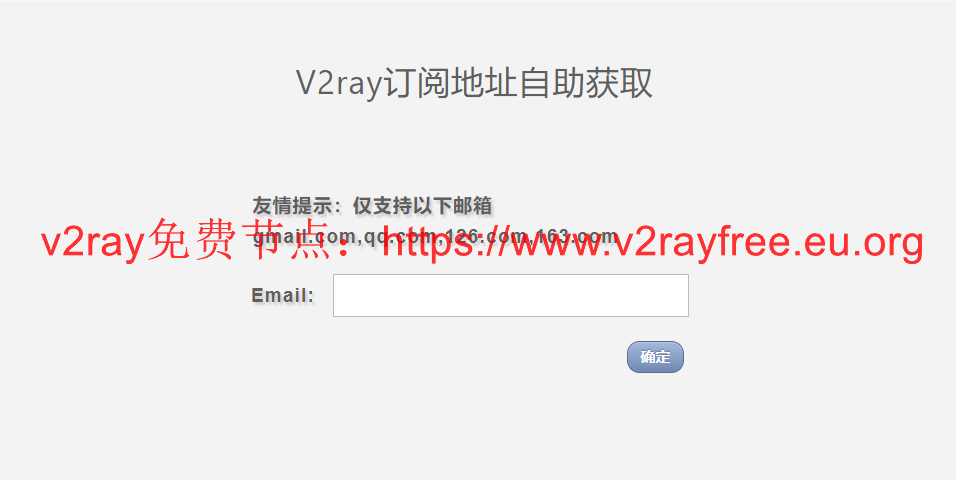 V2ray订阅地址自助获取
友情提示：仅支持以下邮箱
gmail.com,qq.com,126.com,163.com
v2ray免费节点：https://www.v2rayfree.eu.org
Email:
确定